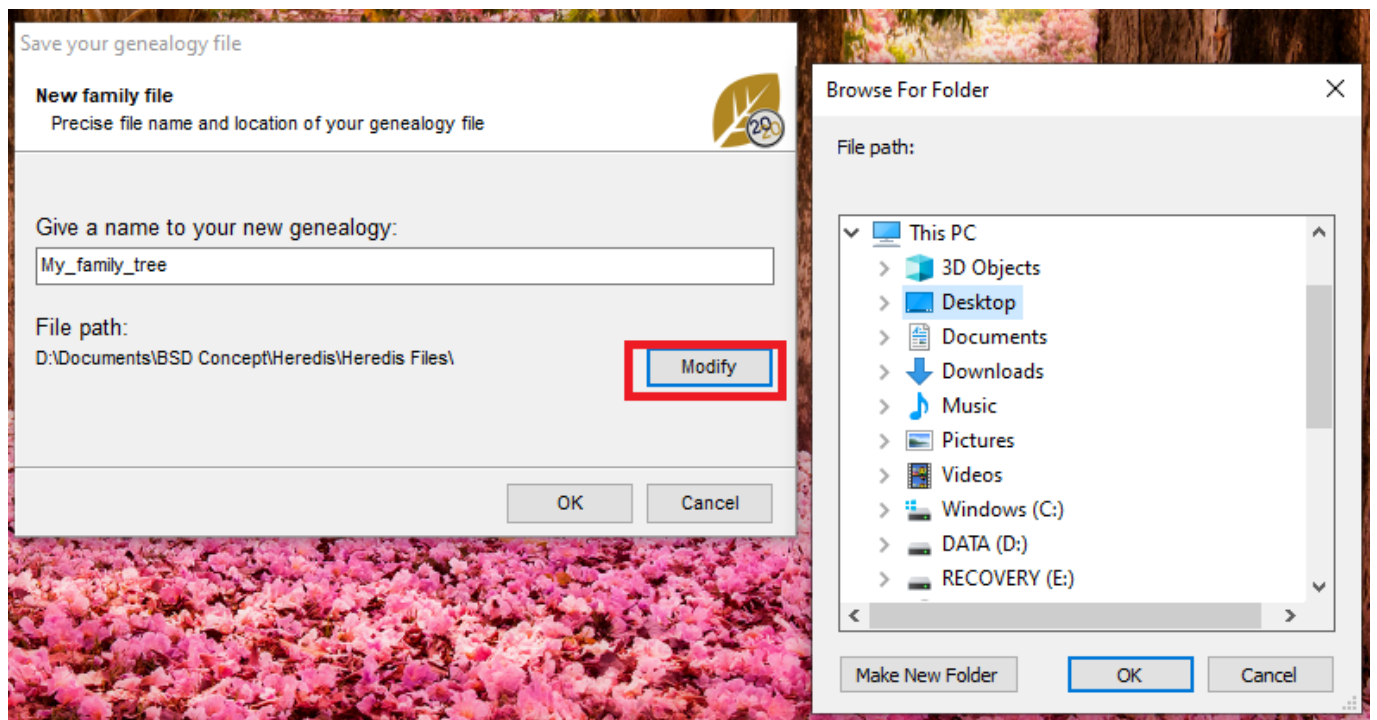 Save your genealogy file
New family file
Precise file name and location of your genealogy file
2020
Give a name to your new genealogy:
My_family_tree
File path:
D:\Documents\BSD Concept\Heredis\Heredis Files\
Modify
OK
Cancel
Browse For Folder
File path:
This PC
3D Objects
Desktop
Documents
Downloads
Music
Pictures
Videos
Windows (C:)
DATA (D:)
RECOVERY (E:)
Make New Folder
OK
Cancel